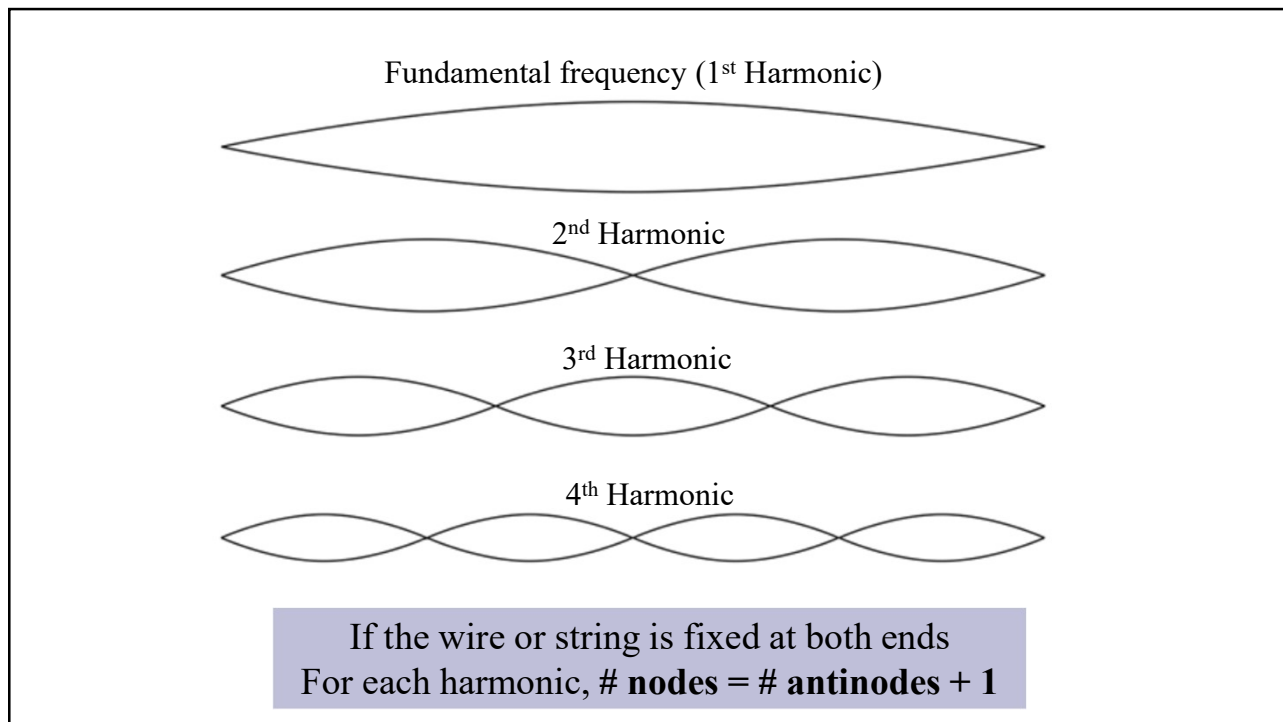 Fundamental frequency (1st Harmonic)
2nd Harmonic
3rd Harmonic
4th Harmonic
If the wire or string is fixed at both ends
For each harmonic, # nodes = # antinodes + 1